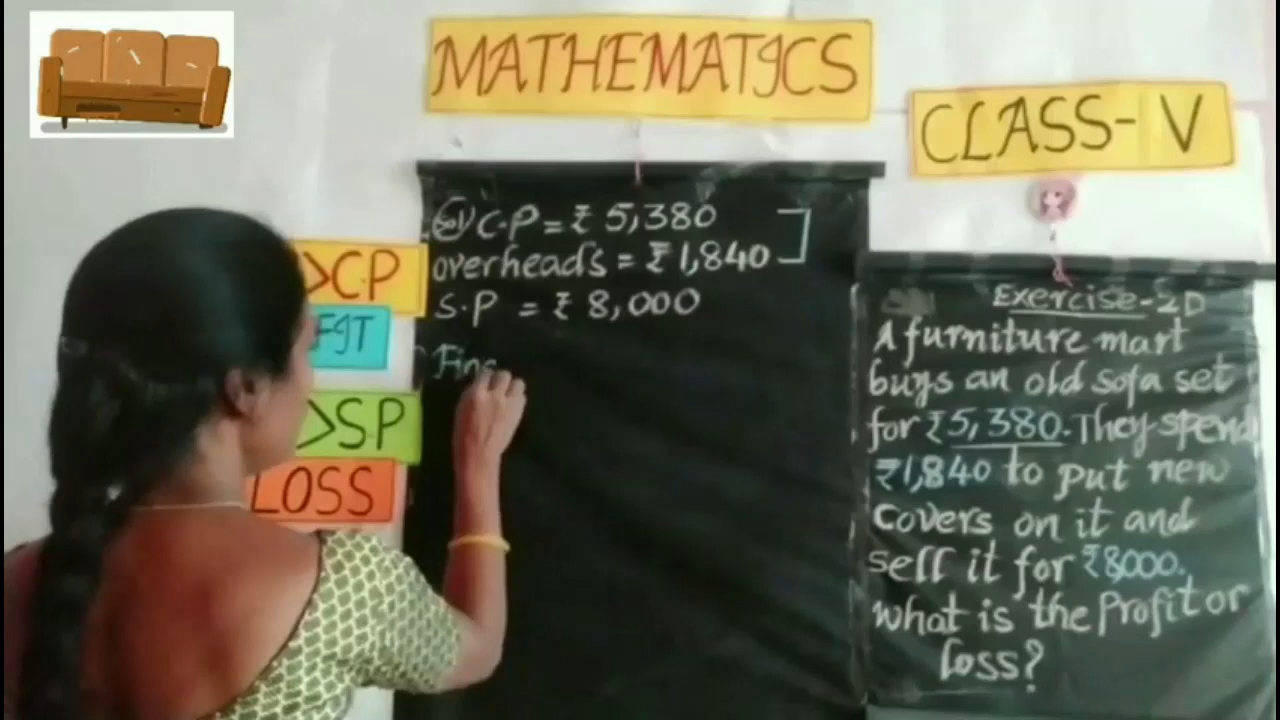 MATHEMATICS
CLASS-V
Sol/ C.P = ₹ 5,380
overheads = ₹ 1,840
S.P = ₹ 8,000
>C.P
FIT
>S.P
LOSS
Exercise-2D
A furniture mart
buys an old sofa set
for ₹5,380. They spend
₹1,840 to put new
covers on it and
sell it for ₹8000.
what is the Profit or
loss?